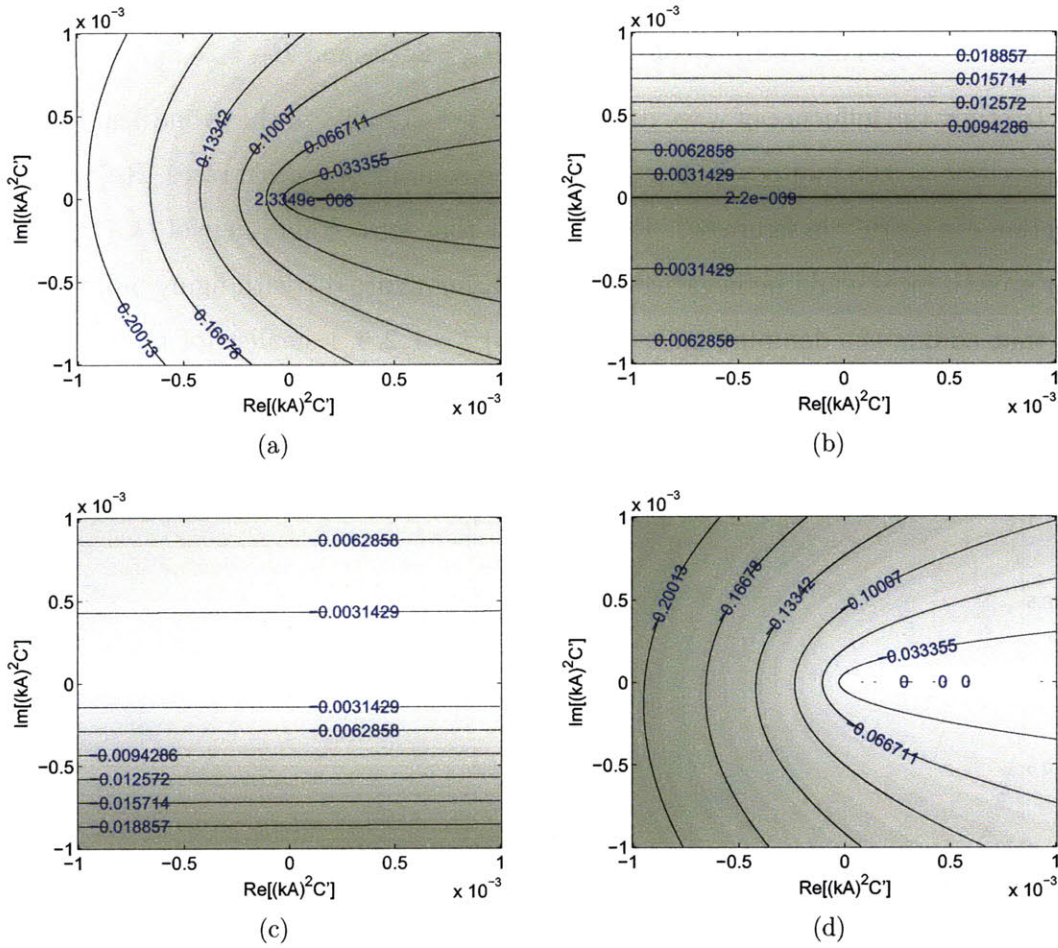 x 10⁻³
1
0.5
0
−0.5
−1
Im[(kA)²C']
0.20013
0.16678
0.13342
0.10007
0.066711
0.033355
2.3349e−008
−1
−0.5
0
0.5
1
Re[(kA)²C']
x 10⁻³
(a)
x 10⁻³
1
0.5
0
−0.5
−1
Im[(kA)²C']
0.018857
0.015714
0.012572
0.0094286
0.0062858
0.0031429
2.2e−009
0.0031429
0.0062858
−1
−0.5
0
0.5
1
Re[(kA)²C']
x 10⁻³
(b)
x 10⁻³
1
0.5
0
−0.5
−1
Im[(kA)²C']
−0.0062858
−0.0031429
−0.0031429
−0.0062858
−0.0094286
−0.012572
−0.015714
−0.018857
−1
−0.5
0
0.5
1
Re[(kA)²C']
x 10⁻³
(c)
x 10⁻³
1
0.5
0
−0.5
−1
Im[(kA)²C']
−0.20013
−0.16678
−0.13342
−0.10007
−0.033355
0 0 0
−0.066711
−1
−0.5
0
0.5
1
Re[(kA)²C']
x 10⁻³
(d)